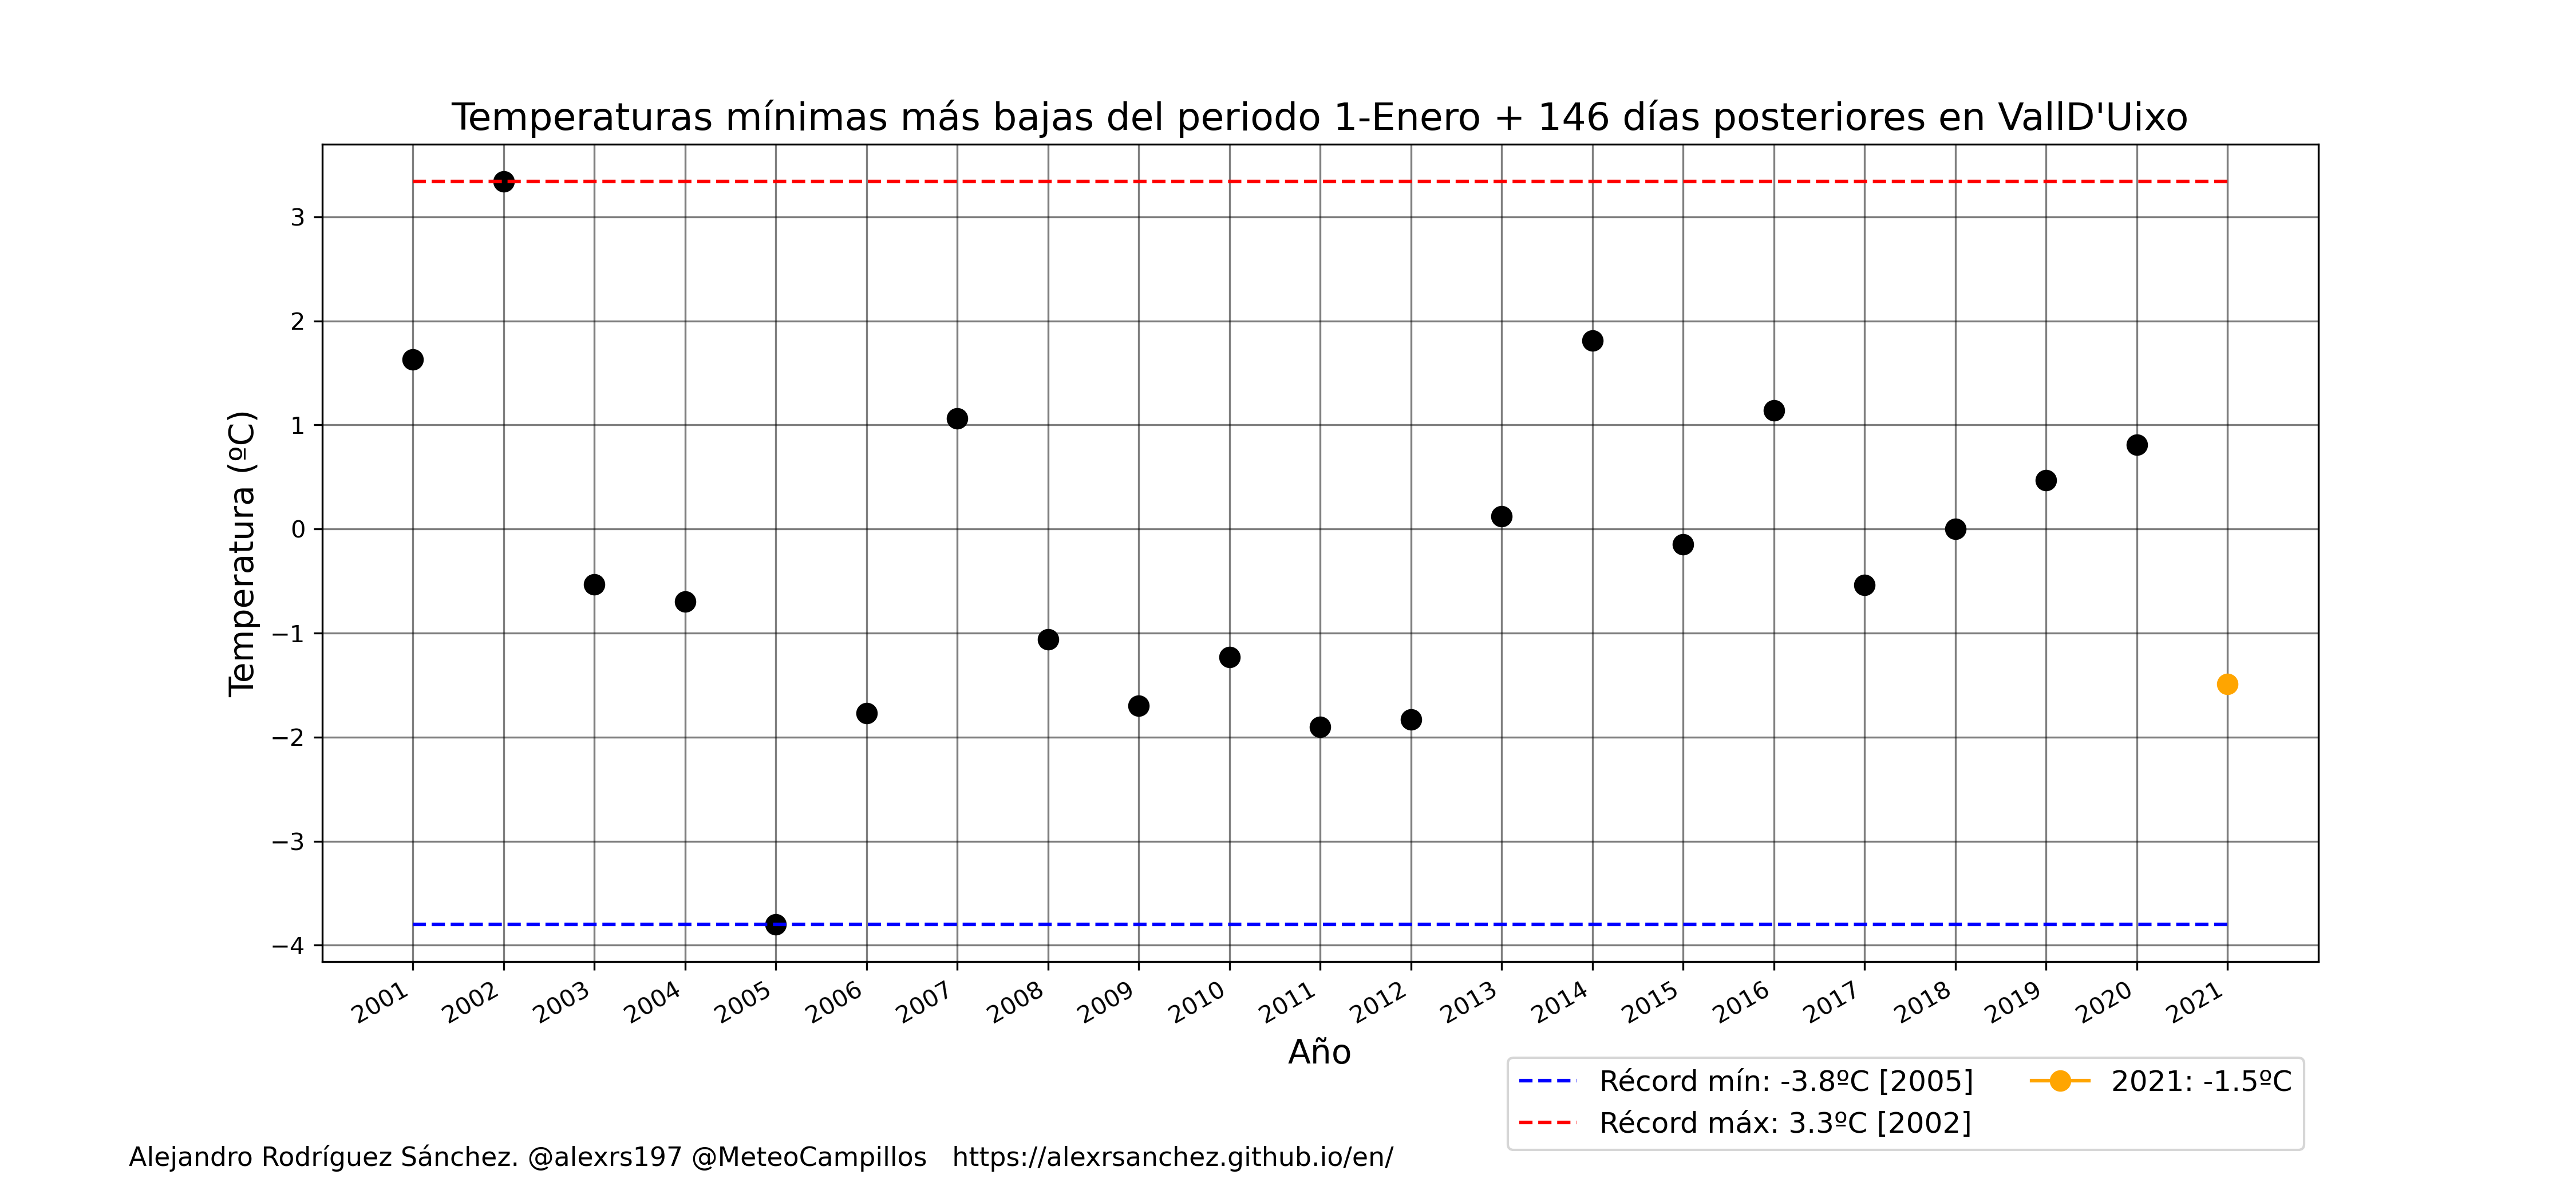 Temperaturas mínimas más bajas del periodo 1-Enero + 146 días posteriores en VallD'Uixo
Temperatura (ºC)
3
2
1
0
−1
−2
−3
−4
2001 2002 2003 2004 2005 2006 2007 2008 2009 2010 2011 2012 2013 2014 2015 2016 2017 2018 2019 2020 2021
Año
Récord mín: -3.8ºC [2005]
Récord máx: 3.3ºC [2002]
2021: -1.5ºC
Alejandro Rodríguez Sánchez. @alexrs197 @MeteoCampillos https://alexrsanchez.github.io/en/